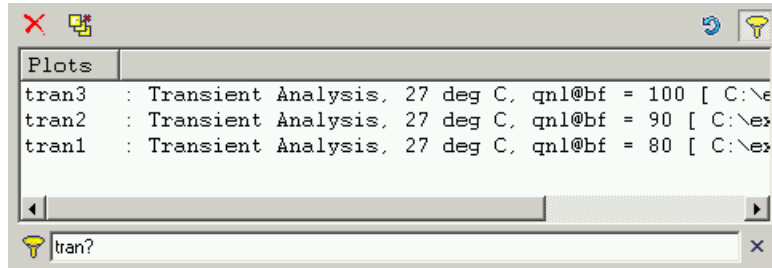 Plots
tran3 : Transient Analysis, 27 deg C, qnl@bf = 100 [ C:\e
tran2 : Transient Analysis, 27 deg C, qnl@bf = 90 [ C:\ex
tran1 : Transient Analysis, 27 deg C, qnl@bf = 80 [ C:\ex
tran?